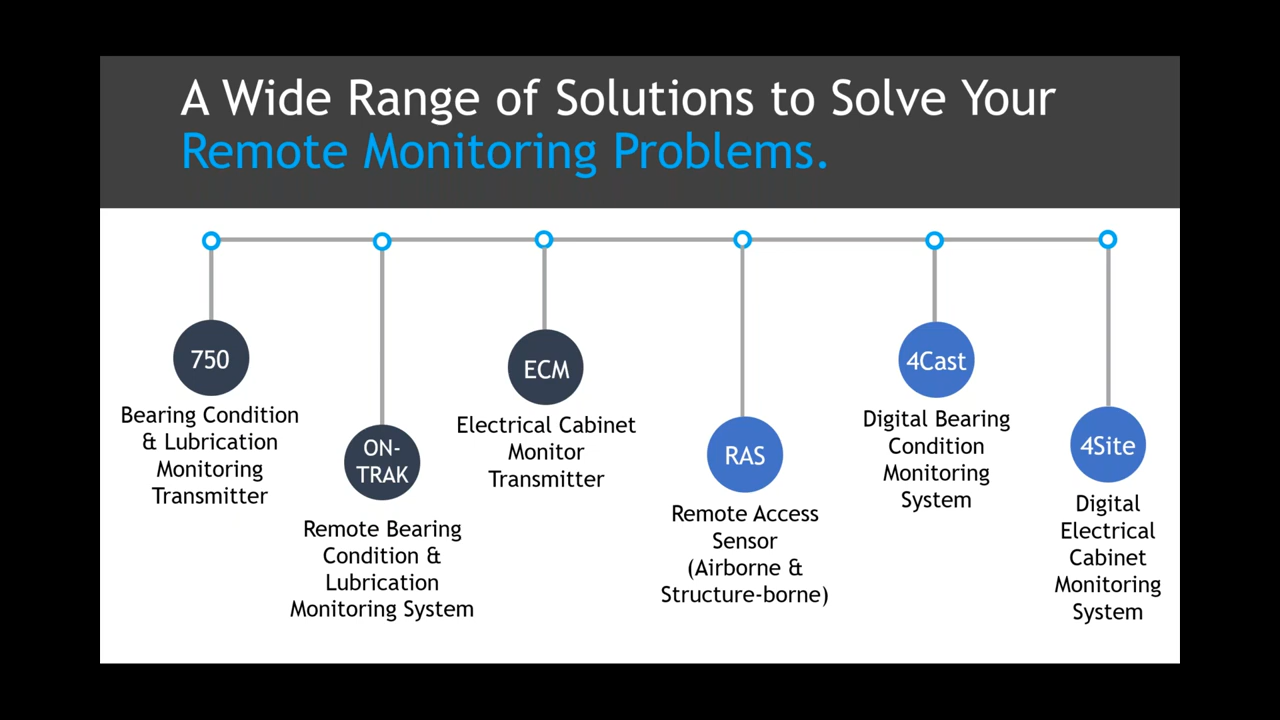 A Wide Range of Solutions to Solve Your
Remote Monitoring Problems.
750
Bearing Condition
& Lubrication
Monitoring
Transmitter
ON-
TRAK
Remote Bearing
Condition &
Lubrication
Monitoring System
ECM
Electrical Cabinet
Monitor
Transmitter
RAS
Remote Access
Sensor
(Airborne &
Structure-borne)
4Cast
Digital Bearing
Condition
Monitoring
System
4Site
Digital
Electrical
Cabinet
Monitoring
System